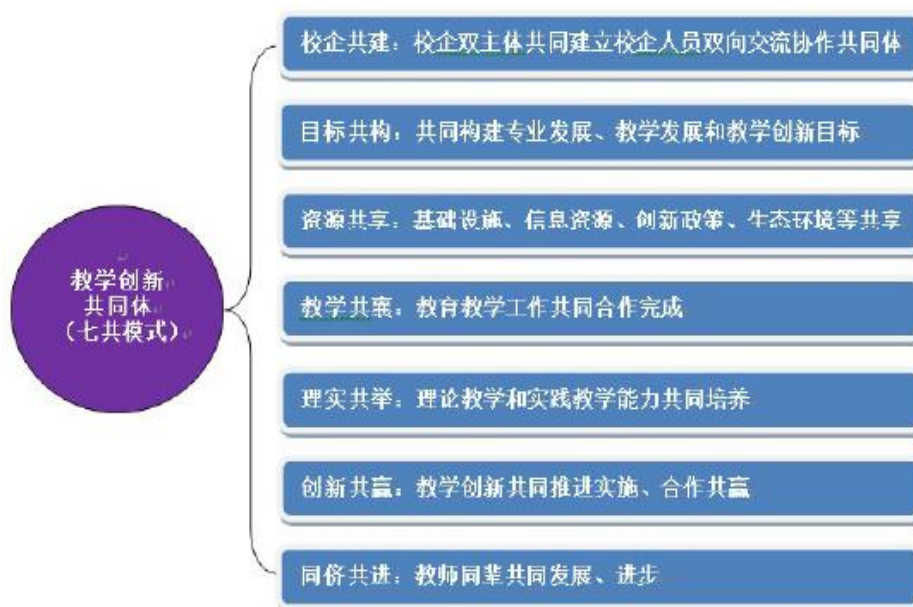 校企共建：校企双主体共同建立校企人员双向交流协作共同体
目标共构：共同构建专业发展、教学发展和教学创新目标
资源共享：基础设施、信息资源、创新政策、生态环境等共享
教学创新
共同体
（七共模式）
教学共襄：教育教学工作共同合作完成
理实共举：理论教学和实践教学能力共同培养
创新共赢：教学创新共同推进实施、合作共赢
同侪共进：教师同辈共同发展、进步